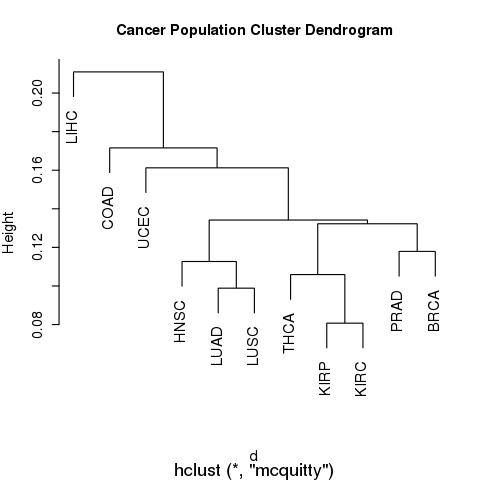 Cancer Population Cluster Dendrogram
Height
0.20
0.16
0.12
0.08
LIHC
COAD
UCEC
HNSC
LUAD
LUSC
THCA
KIRP
KIRC
PRAD
BRCA
d
hclust (*, "mcquitty")